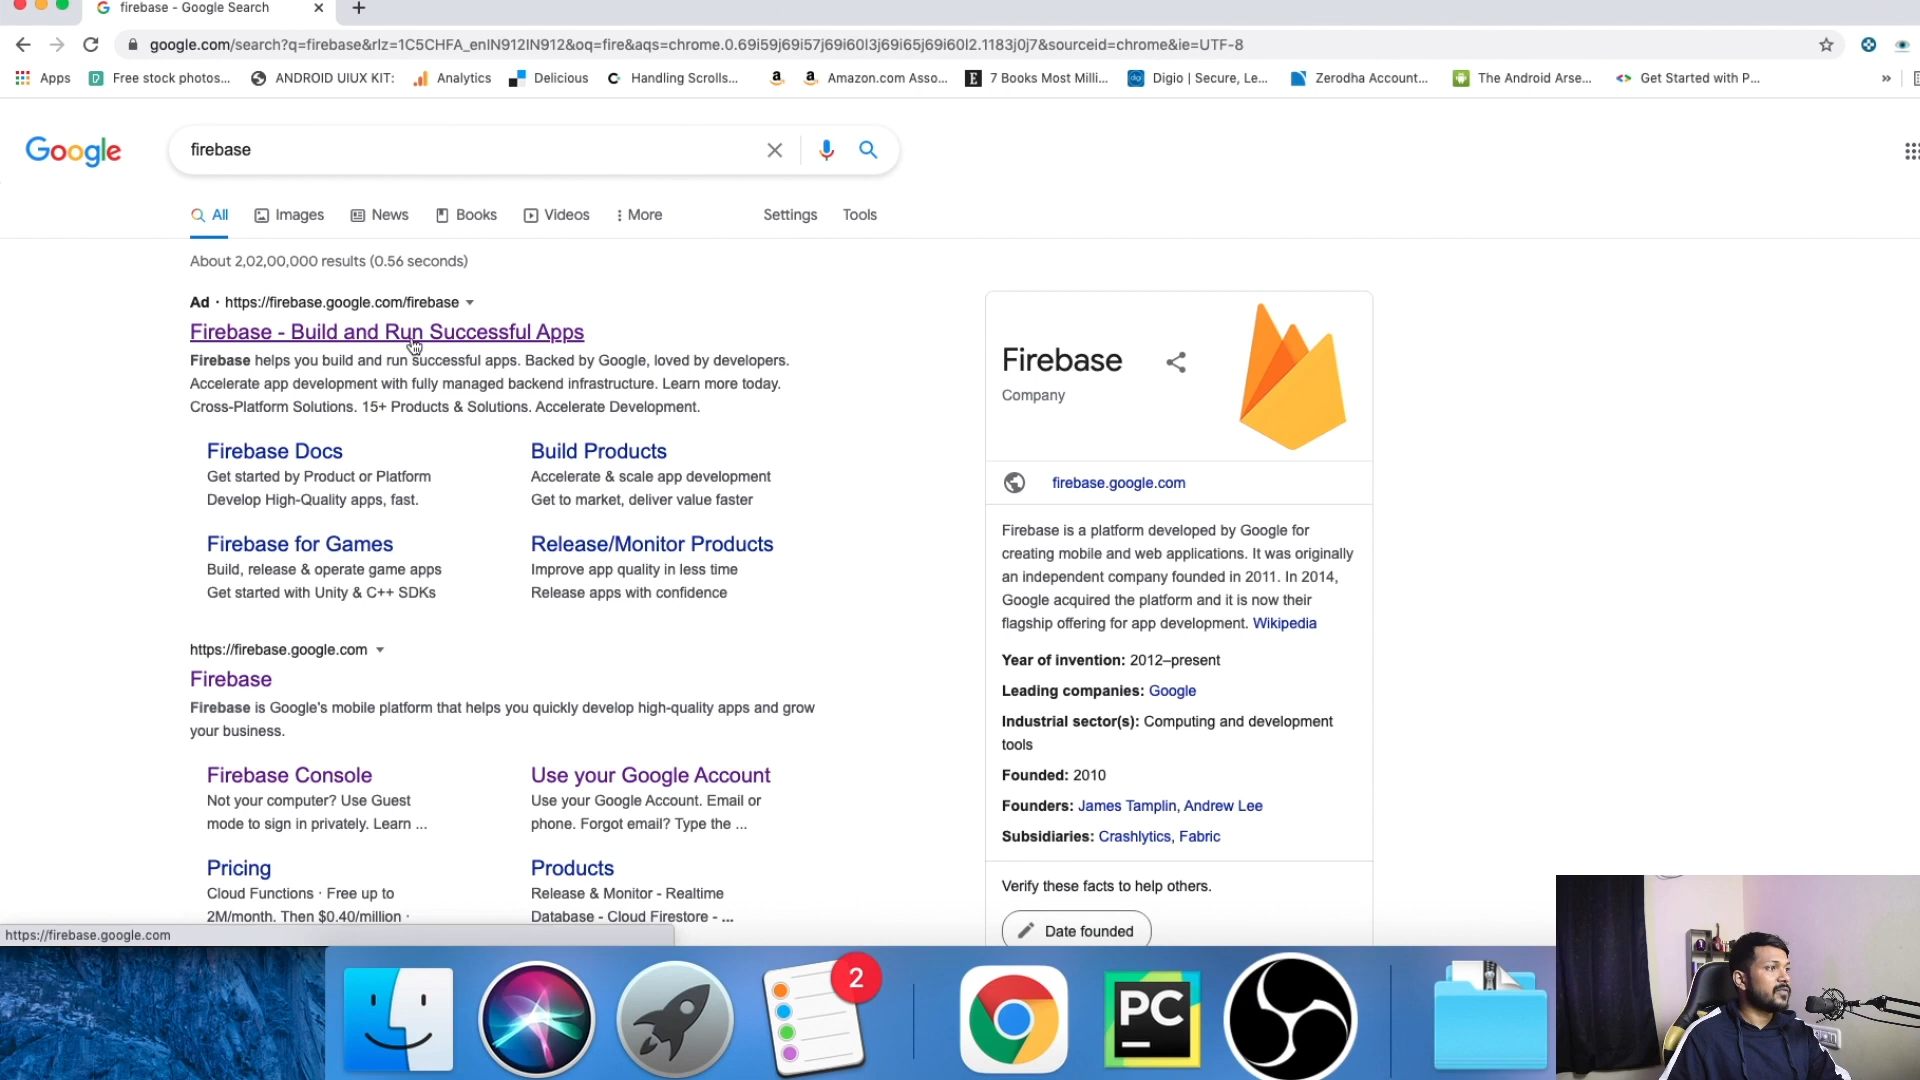 firebase - Google Search
google.com/search?q=firebase&rlz=1C5CHFA_enIN912IN912&oq=fire&aqs=chrome.0.69i59j69i57j69i60l3j69i65j69i60l2.1183j0j7&sourceid=chrome&ie=UTF-8
Apps Free stock photos... ANDROID UIUX KIT: Analytics Delicious Handling Scrolls... Amazon.com Asso... 7 Books Most Milli... Digio | Secure, Le... Zerodha Account... The Android Arse... Get Started with P... »
Google
firebase
All Images News Books Videos More Settings Tools
About 2,02,00,000 results (0.56 seconds)
Ad · https://firebase.google.com/firebase
Firebase - Build and Run Successful Apps
Firebase helps you build and run successful apps. Backed by Google, loved by developers.
Accelerate app development with fully managed backend infrastructure. Learn more today.
Cross-Platform Solutions. 15+ Products & Solutions. Accelerate Development.
Firebase Docs
Get started by Product or Platform
Develop High-Quality apps, fast.
Build Products
Accelerate & scale app development
Get to market, deliver value faster
Firebase for Games
Build, release & operate game apps
Get started with Unity & C++ SDKs
Release/Monitor Products
Improve app quality in less time
Release apps with confidence
https://firebase.google.com
Firebase
Firebase is Google's mobile platform that helps you quickly develop high-quality apps and grow
your business.
Firebase Console
Not your computer? Use Guest
mode to sign in privately. Learn ...
Use your Google Account
Use your Google Account. Email or
phone. Forgot email? Type the ...
Pricing
Cloud Functions · Free up to
2M/month. Then $0.40/million ·
Products
Release & Monitor - Realtime
Database - Cloud Firestore - ...
Firebase
Company
firebase.google.com
Firebase is a platform developed by Google for
creating mobile and web applications. It was originally
an independent company founded in 2011. In 2014,
Google acquired the platform and it is now their
flagship offering for app development. Wikipedia
Year of invention: 2012–present
Leading companies: Google
Industrial sector(s): Computing and development
tools
Founded: 2010
Founders: James Tamplin, Andrew Lee
Subsidiaries: Crashlytics, Fabric
Verify these facts to help others.
Date founded
https://firebase.google.com
2
PC